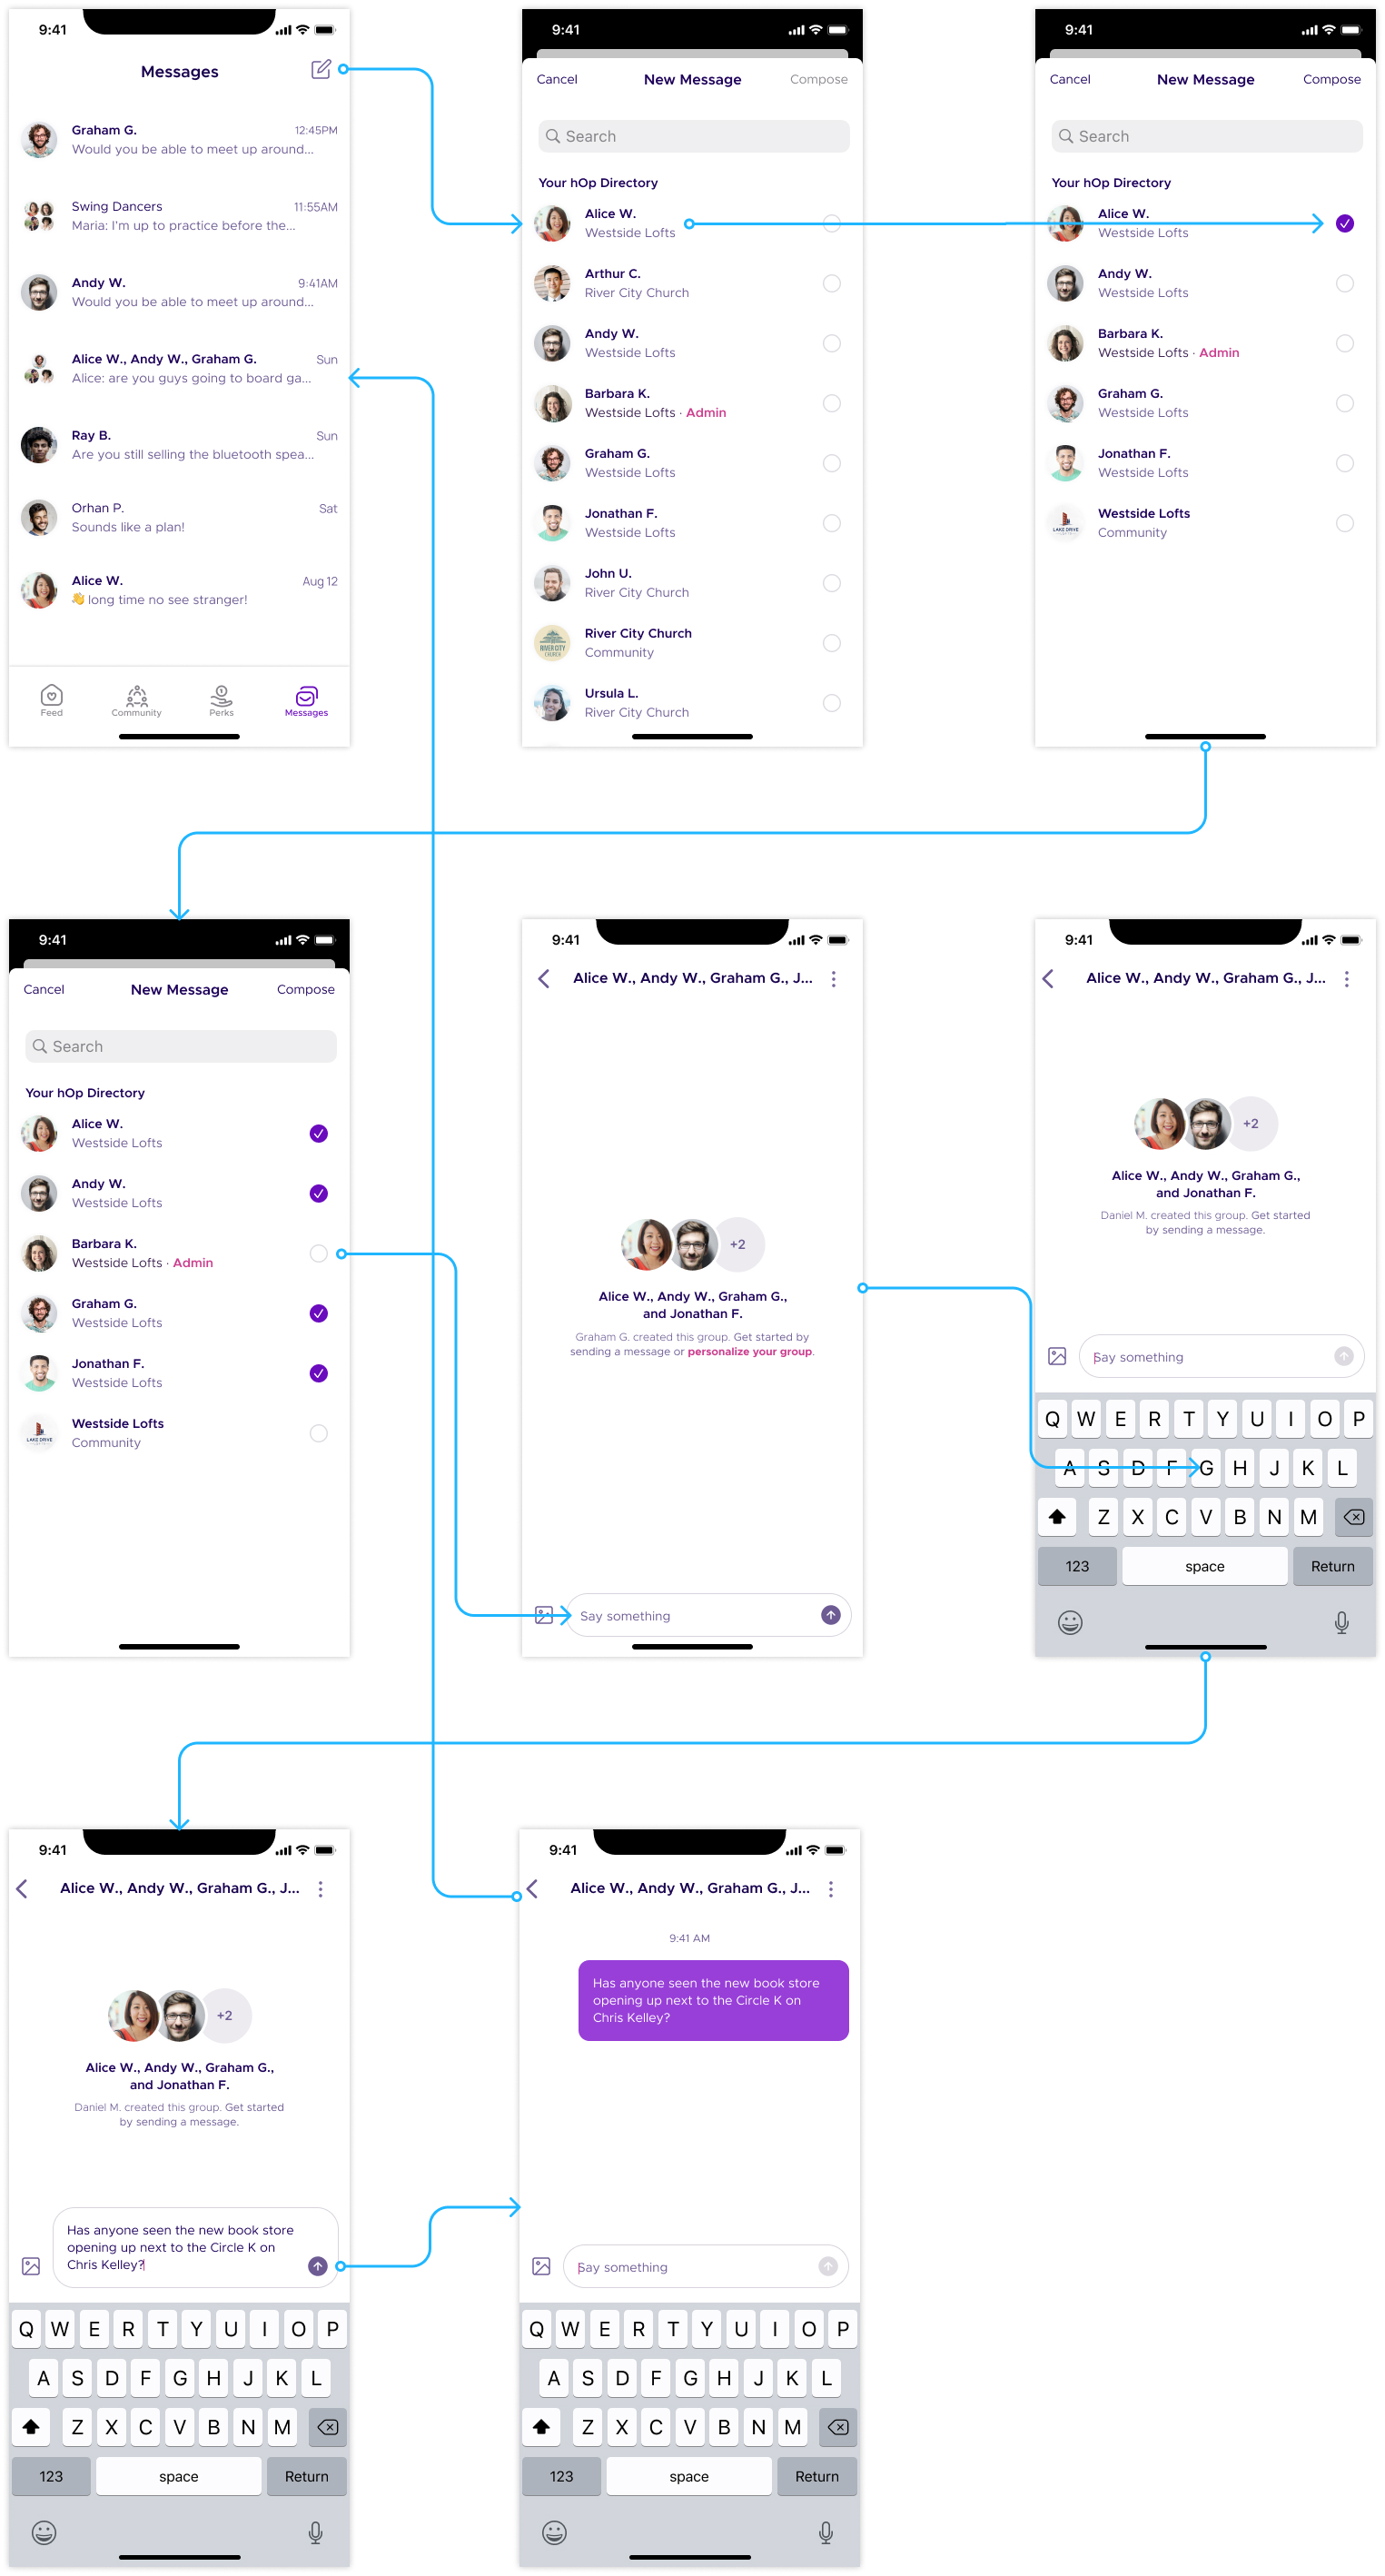 9:41
Messages
Graham G. 12:45PM
Would you be able to meet up around...
Swing Dancers 11:55AM
Maria: I'm up to practice before the...
Andy W. 9:41AM
Would you be able to meet up around...
Alice W., Andy W., Graham G. Sun
Alice: are you guys going to board ga...
Ray B. Sun
Are you still selling the bluetooth spea...
Orhan P. Sat
Sounds like a plan!
Alice W. Aug 12
👋 long time no see stranger!
Feed Community Perks Messages
9:41
Cancel New Message Compose
Search
Your hOp Directory
Alice W.
Westside Lofts
Arthur C.
River City Church
Andy W.
Westside Lofts
Barbara K.
Westside Lofts · Admin
Graham G.
Westside Lofts
Jonathan F.
Westside Lofts
John U.
River City Church
RIVER CITY
CHURCH
River City Church
Community
Ursula L.
River City Church
9:41
Cancel New Message Compose
Search
Your hOp Directory
Alice W.
Westside Lofts
Andy W.
Westside Lofts
Barbara K.
Westside Lofts · Admin
Graham G.
Westside Lofts
Jonathan F.
Westside Lofts
LAKE DRIVE
Westside Lofts
Community
9:41
Cancel New Message Compose
Search
Your hOp Directory
Alice W.
Westside Lofts
Andy W.
Westside Lofts
Barbara K.
Westside Lofts · Admin
Graham G.
Westside Lofts
Jonathan F.
Westside Lofts
LAKE DRIVE
Westside Lofts
Community
9:41
Alice W., Andy W., Graham G., J...
+2
Alice W., Andy W., Graham G.,
and Jonathan F.
Graham G. created this group. Get started by
sending a message or personalize your group.
Say something
9:41
Alice W., Andy W., Graham G., J...
+2
Alice W., Andy W., Graham G.,
and Jonathan F.
Daniel M. created this group. Get started
by sending a message.
Say something
Q W E R T Y U I O P
A S D F G H J K L
Z X C V B N M
123 space Return
9:41
Alice W., Andy W., Graham G., J...
+2
Alice W., Andy W., Graham G.,
and Jonathan F.
Daniel M. created this group. Get started
by sending a message.
Has anyone seen the new book store
opening up next to the Circle K on
Chris Kelley?
Q W E R T Y U I O P
A S D F G H J K L
Z X C V B N M
123 space Return
9:41
Alice W., Andy W., Graham G., J...
9:41 AM
Has anyone seen the new book store
opening up next to the Circle K on
Chris Kelley?
Say something
Q W E R T Y U I O P
A S D F G H J K L
Z X C V B N M
123 space Return